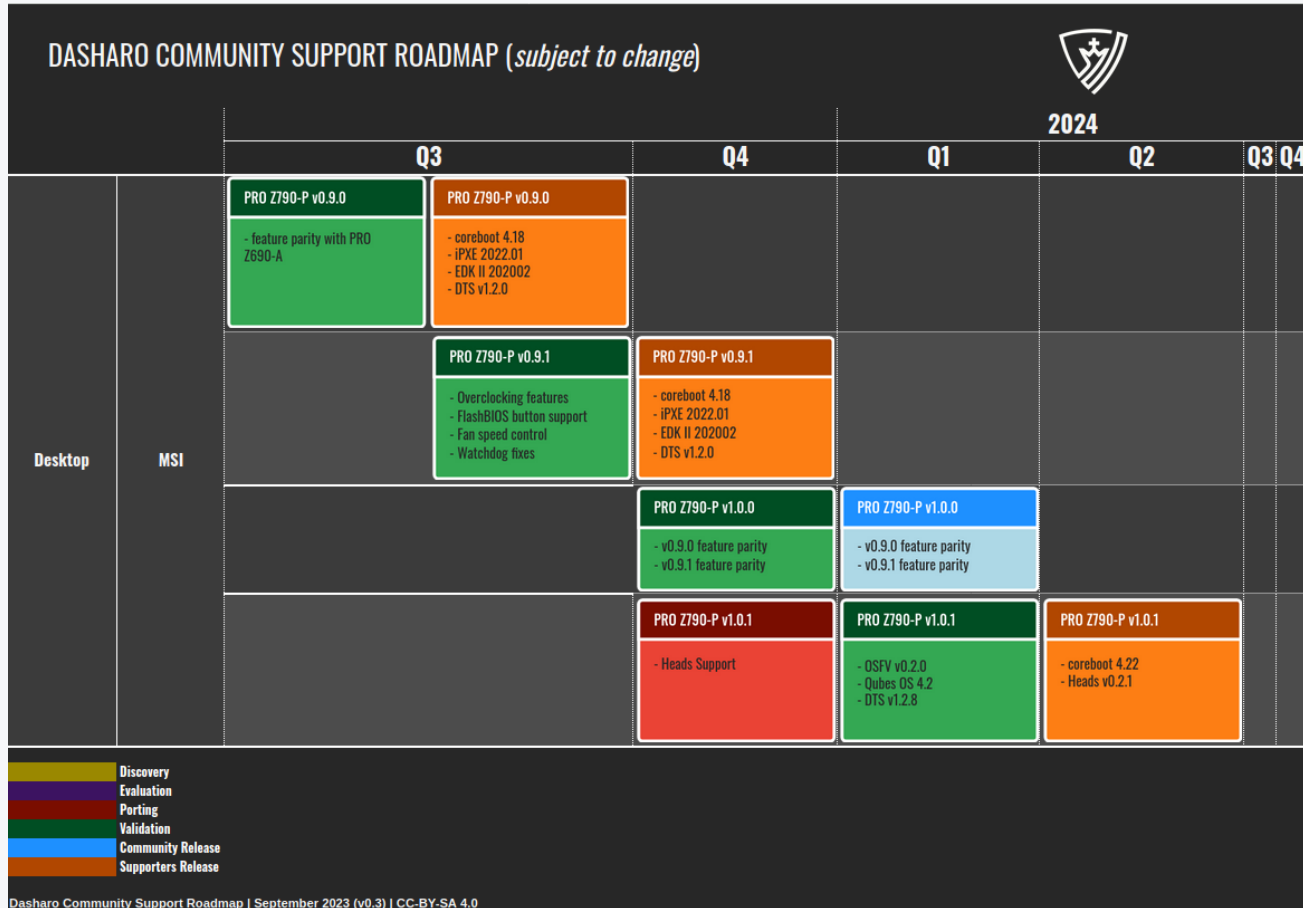 DASHARO COMMUNITY SUPPORT ROADMAP (subject to change)
2024
Q3
Q4
Q1
Q2
Q3
Q4
Desktop
MSI
PRO Z790-P v0.9.0
- feature parity with PRO
Z690-A
PRO Z790-P v0.9.0
- coreboot 4.18
- iPXE 2022.01
- EDK II 202002
- DTS v1.2.0
PRO Z790-P v0.9.1
- Overclocking features
- FlashBIOS button support
- Fan speed control
- Watchdog fixes
PRO Z790-P v0.9.1
- coreboot 4.18
- iPXE 2022.01
- EDK II 202002
- DTS v1.2.0
PRO Z790-P v1.0.0
- v0.9.0 feature parity
- v0.9.1 feature parity
PRO Z790-P v1.0.0
- v0.9.0 feature parity
- v0.9.1 feature parity
PRO Z790-P v1.0.1
- Heads Support
PRO Z790-P v1.0.1
- OSFV v0.2.0
- Qubes OS 4.2
- DTS v1.2.8
PRO Z790-P v1.0.1
- coreboot 4.22
- Heads v0.2.1
Discovery
Evaluation
Porting
Validation
Community Release
Supporters Release
Dasharo Community Support Roadmap | September 2023 (v0.3) | CC-BY-SA 4.0